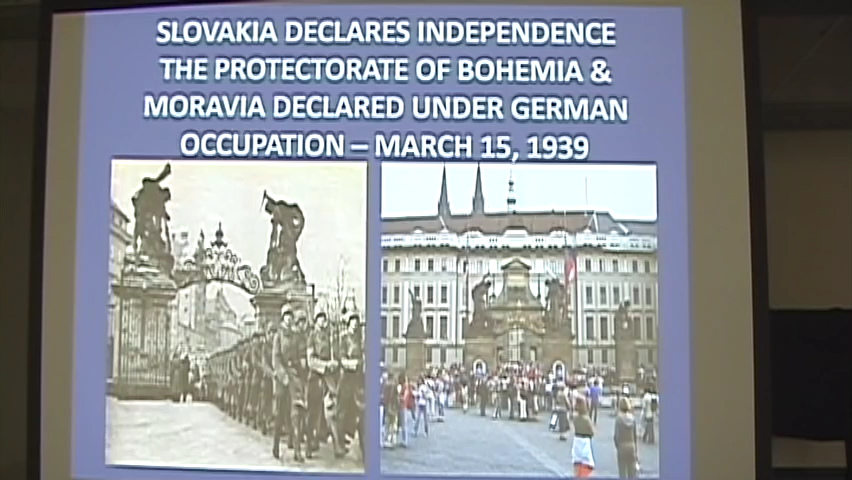 SLOVAKIA DECLARES INDEPENDENCE
THE PROTECTORATE OF BOHEMIA &
MORAVIA DECLARED UNDER GERMAN
OCCUPATION – MARCH 15, 1939